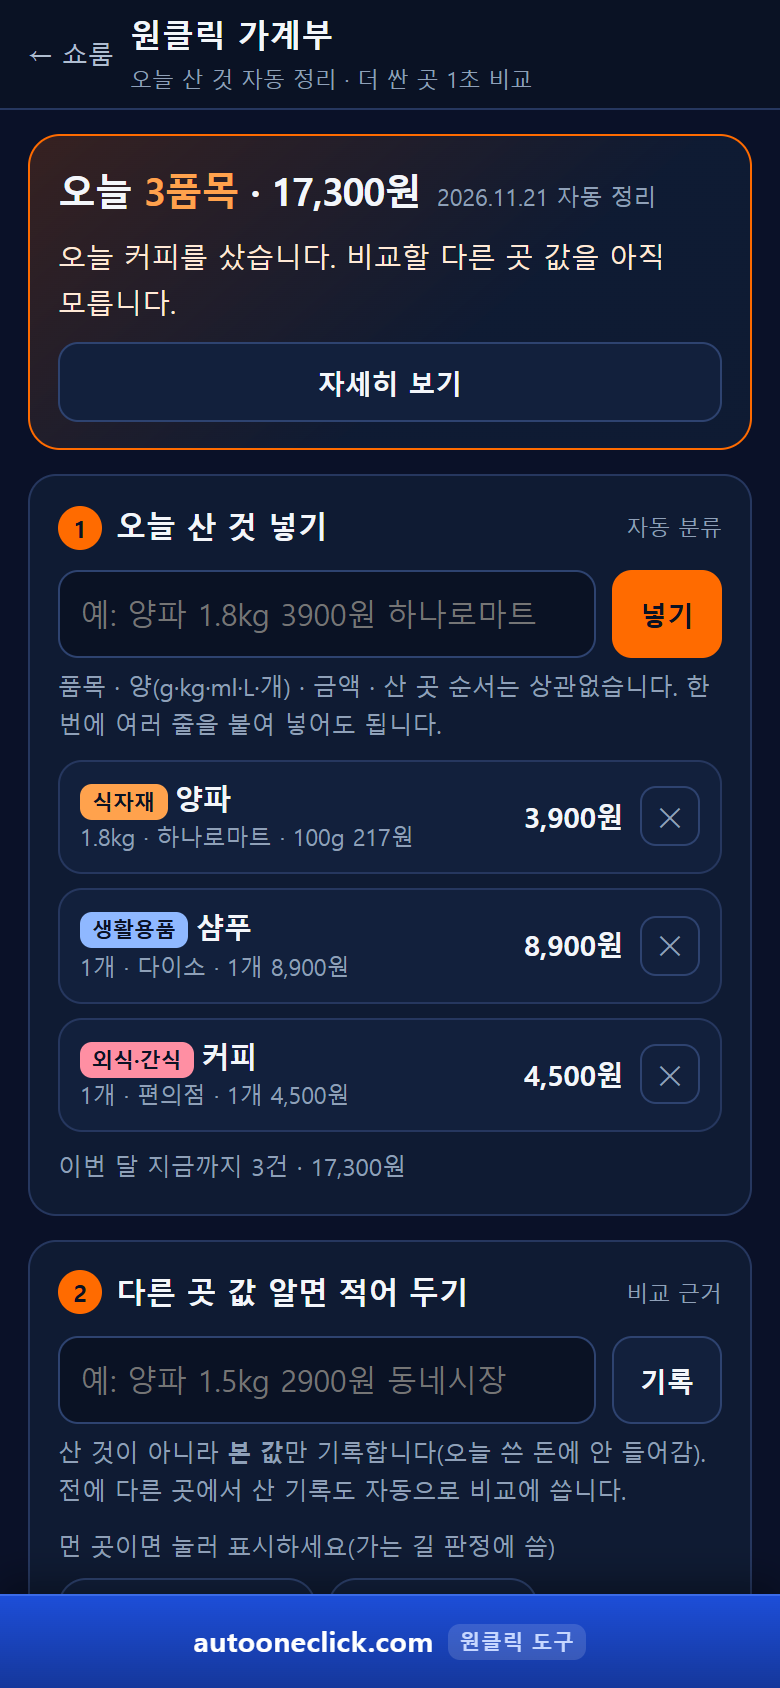 ← 쇼룸
원클릭 가계부
오늘 산 것 자동 정리 · 더 싼 곳 1초 비교
오늘 3품목 · 17,300원 2026.11.21 자동 정리
오늘 커피를 샀습니다. 비교할 다른 곳 값을 아직
모릅니다.
자세히 보기
1 오늘 산 것 넣기 자동 분류
예: 양파 1.8kg 3900원 하나로마트 넣기
품목 · 양(g·kg·ml·L·개) · 금액 · 산 곳 순서는 상관없습니다. 한
번에 여러 줄을 붙여 넣어도 됩니다.
식자재 양파
1.8kg · 하나로마트 · 100g 217원
3,900원 ×
생활용품 샴푸
1개 · 다이소 · 1개 8,900원
8,900원 ×
외식·간식 커피
1개 · 편의점 · 1개 4,500원
4,500원 ×
이번 달 지금까지 3건 · 17,300원
2 다른 곳 값 알면 적어 두기 비교 근거
예: 양파 1.5kg 2900원 동네시장 기록
산 것이 아니라 본 값만 기록합니다(오늘 쓴 돈에 안 들어감).
전에 다른 곳에서 산 기록도 자동으로 비교에 씁니다.
먼 곳이면 눌러 표시하세요(가는 길 판정에 씀)
autooneclick.com 원클릭 도구